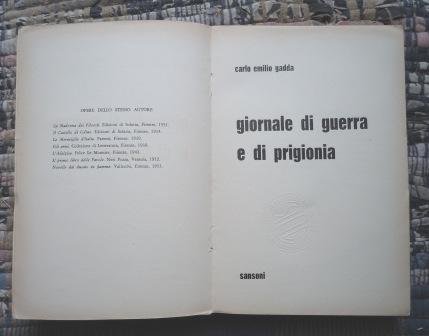 OPERE DELLO STESSO AUTORE
La Madonna dei Filosofi. Edizioni di Solaria, Firenze, 1931.
Il Castello di Udine. Edizioni di Solaria, Firenze, 1934.
Le Meraviglie d'Italia. Parenti, Firenze, 1939.
Gli anni. Collezione di Letteratura, Firenze,
L'Adalgisa. Felice Le Monnier, Firenze,
Il primo libro delle Favole. Neri Pozza, Venezia, 1952.
Novelle dal ducato in fiamme. Vallecchi, Firenze, 1953.
carlo emilio gadda
giornale di guerra
e di prigionia
sansoni